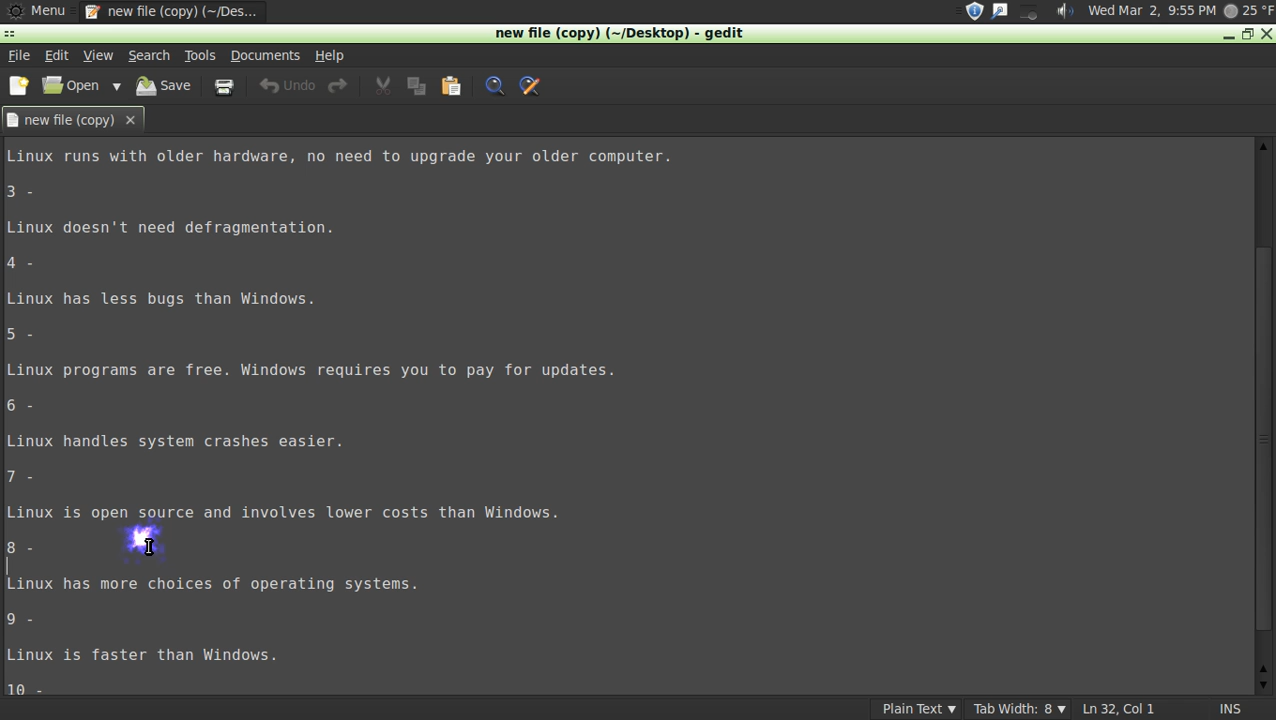 Menu
new file (copy) (~/Des...
Wed Mar 2, 9:55 PM
25 °F
new file (copy) (~/Desktop) - gedit
File Edit View Search Tools Documents Help
Open Save Undo
new file (copy)
Linux runs with older hardware, no need to upgrade your older computer.
3 -
Linux doesn't need defragmentation.
4 -
Linux has less bugs than Windows.
5 -
Linux programs are free. Windows requires you to pay for updates.
6 -
Linux handles system crashes easier.
7 -
Linux is open source and involves lower costs than Windows.
8 -
Linux has more choices of operating systems.
9 -
Linux is faster than Windows.
10 -
Plain Text Tab Width: 8 Ln 32, Col 1 INS